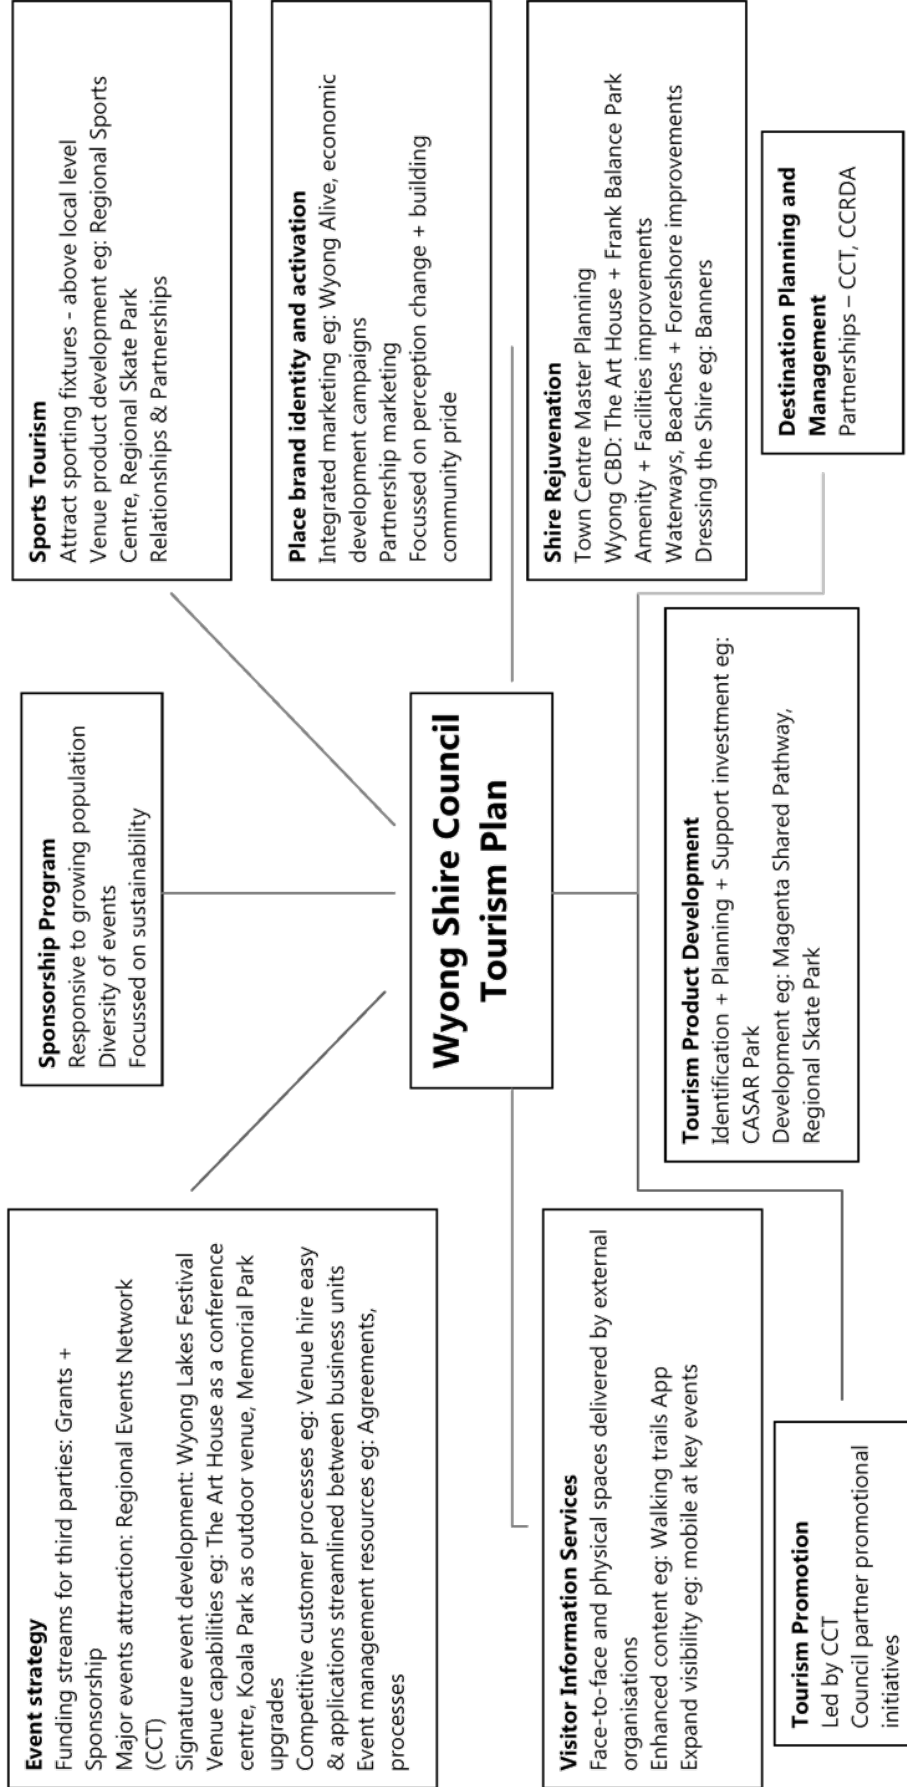 Event strategy
Funding streams for third parties: Grants +
Sponsorship
Major events attraction: Regional Events Network
(CCT)
Signature event development: Wyong Lakes Festival
Venue capabilities eg: The Art House as a conference
centre, Koala Park as outdoor venue, Memorial Park
upgrades
Competitive customer processes eg: Venue hire easy
& applications streamlined between business units
Event management resources eg: Agreements,
processes
Sponsorship Program
Responsive to growing population
Diversity of events
Focussed on sustainability
Sports Tourism
Attract sporting fixtures - above local level
Venue product development eg: Regional Sports
Centre, Regional Skate Park
Relationships & Partnerships
Place brand identity and activation
Integrated marketing eg: Wyong Alive, economic
development campaigns
Partnership marketing
Focussed on perception change + building
community pride
Wyong Shire Council
Tourism Plan
Visitor Information Services
Face-to-face and physical spaces delivered by external
organisations
Enhanced content eg: Walking trails App
Expand visibility eg: mobile at key events
Shire Rejuvenation
Town Centre Master Planning
Wyong CBD: The Art House + Frank Balance Park
Amenity + Facilities improvements
Waterways, Beaches + Foreshore improvements
Dressing the Shire eg: Banners
Tourism Product Development
Identification + Planning + Support investment eg:
CASAR Park
Development eg: Magenta Shared Pathway,
Regional Skate Park
Tourism Promotion
Led by CCT
Council partner promotional
initiatives
Destination Planning and
Management
Partnerships – CCT, CCRDA